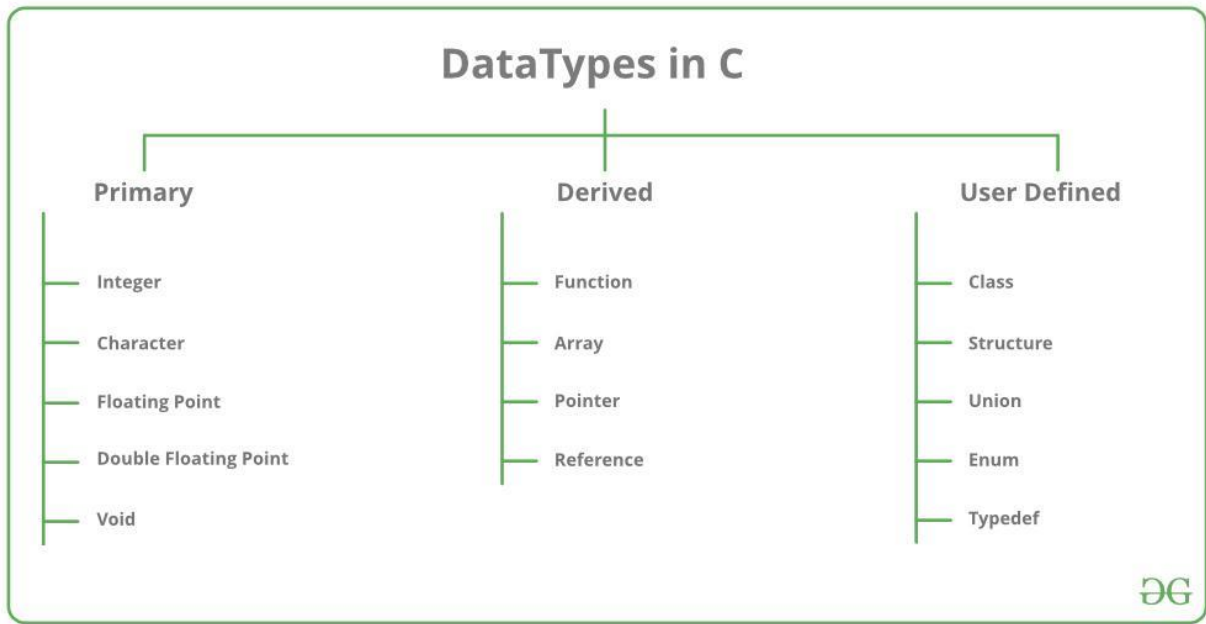 DataTypes in C
Primary
Integer
Character
Floating Point
Double Floating Point
Void
Derived
Function
Array
Pointer
Reference
User Defined
Class
Structure
Union
Enum
Typedef